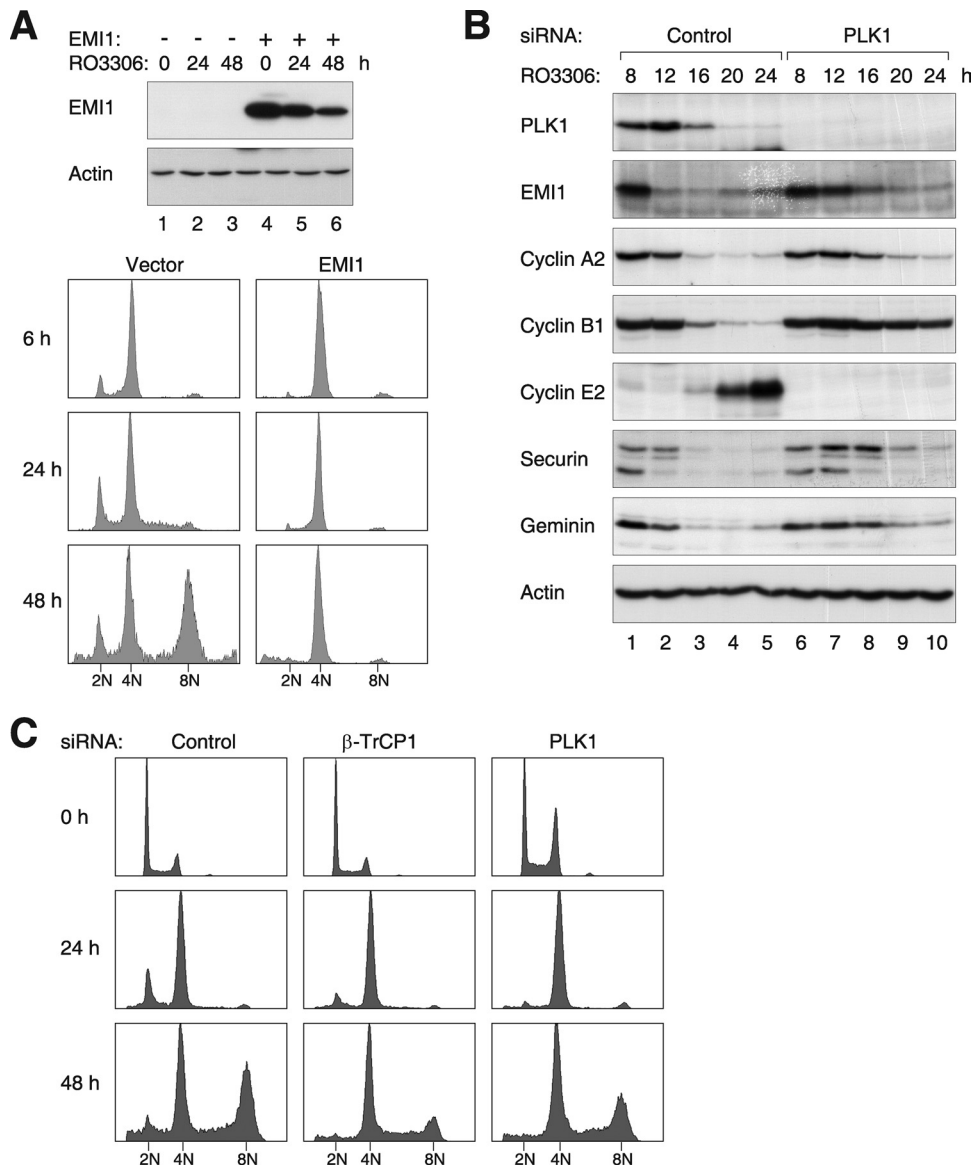 A
EMI1: - - - + + +
RO3306: 0 24 48 0 24 48 h
EMI1
Actin
1 2 3 4 5 6
Vector EMI1
6 h
24 h
48 h
2N 4N 8N 2N 4N 8N
B
siRNA: Control PLK1
RO3306: 8 12 16 20 24 8 12 16 20 24 h
PLK1
EMI1
Cyclin A2
Cyclin B1
Cyclin E2
Securin
Geminin
Actin
1 2 3 4 5 6 7 8 9 10
C
siRNA: Control β-TrCP1 PLK1
0 h
24 h
48 h
2N 4N 8N 2N 4N 8N 2N 4N 8N